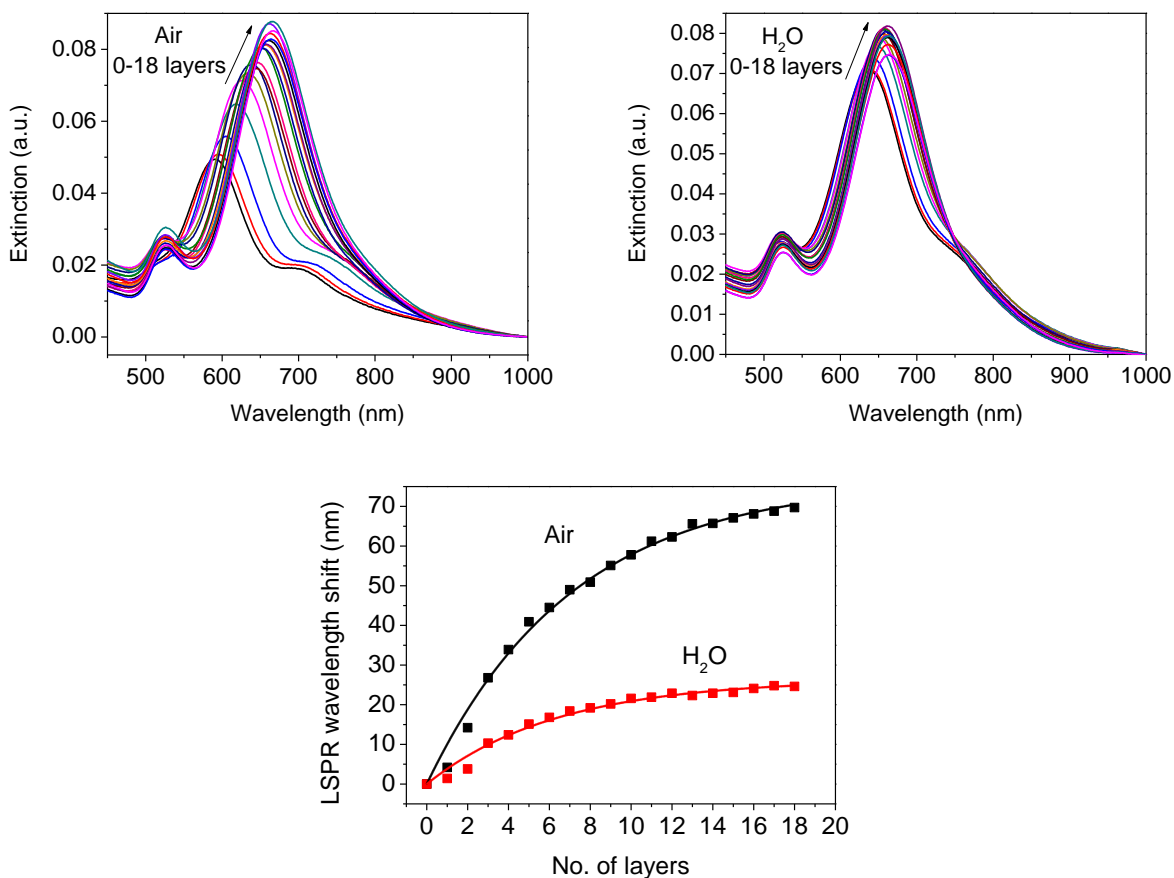 Air
0-18 layers
Extinction (a.u.)
0.08
0.06
0.04
0.02
0.00
500 600 700 800 900 1000
Wavelength (nm)
H₂O
0-18 layers
Extinction (a.u.)
0.08
0.07
0.06
0.05
0.04
0.03
0.02
0.01
0.00
500 600 700 800 900 1000
Wavelength (nm)
Air
H₂O
LSPR wavelength shift (nm)
70
60
50
40
30
20
10
0
0 2 4 6 8 10 12 14 16 18 20
No. of layers